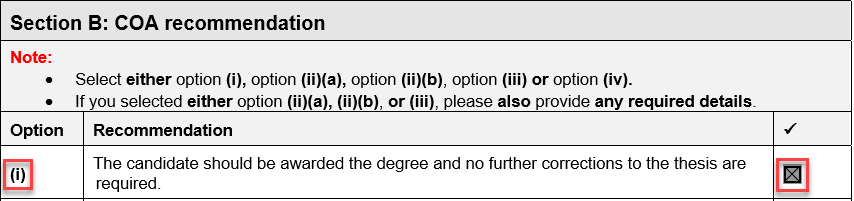 Section B: COA recommendation
Note:
• Select either option (i), option (ii)(a), option (ii)(b), option (iii) or option (iv).
• If you selected either option (ii)(a), (ii)(b), or (iii), please also provide any required details.
Option Recommendation ✓
(i) The candidate should be awarded the degree and no further corrections to the thesis are ☒
required.